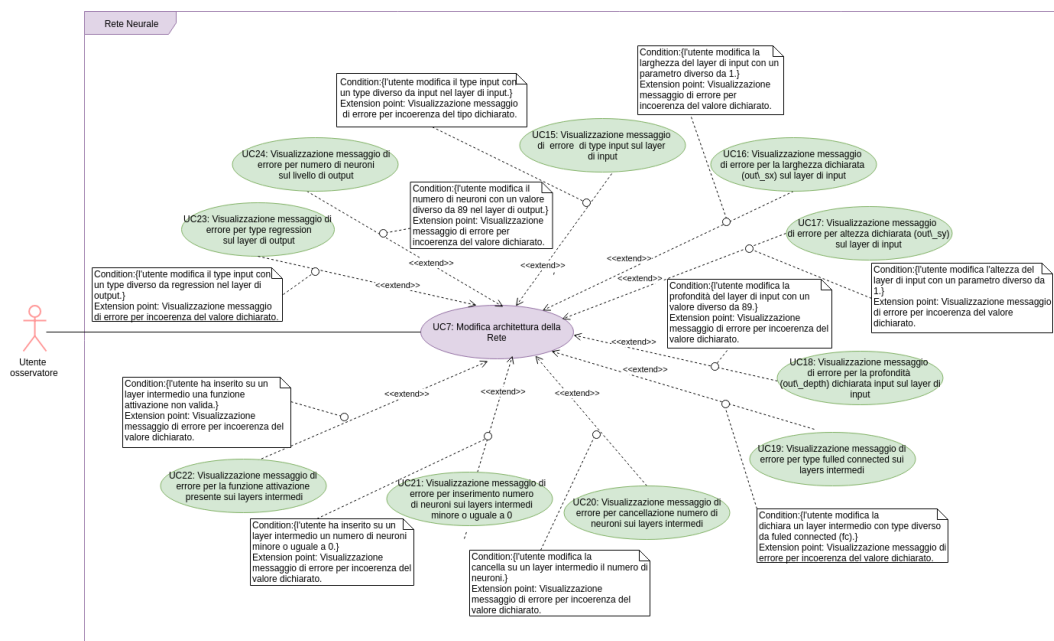 Rete Neurale
Condition:{l'utente modifica la
larghezza del layer di input con un
parametro diverso da 1.}
Extension point: Visualizzazione
messaggio di errore per
incoerenza del valore dichiarato.
Condition:{l'utente modifica il type input con
un type diverso da input nel layer di input.}
Extension point: Visualizzazione messaggio
di errore per incoerenza del tipo dichiarato.
UC15: Visualizzazione messaggio
di errore di type input su layer
di input
UC24: Visualizzazione messaggio di
errore per numero di neuroni
sul livello di output
UC16: Visualizzazione messaggio
di errore per la larghezza dichiarata
(out\_sx) sul layer di input
Condition:{l'utente modifica il
numero di neuroni con un valore
diverso da 89 nel layer di output.}
Extension point: Visualizzazione
messaggio di errore per
incoerenza del valore dichiarato.
UC23: Visualizzazione messaggio di
errore per type regression
sul layer di output
UC17: Visualizzazione messaggio
di errore per altezza dichiarata (out\_sy)
sul layer di input
<<extend>>
<<extend>>
<<extend>>
<<extend>>
<<extend>>
Condition:{l'utente modifica il type input con
un type diverso da regression nel layer di
output.}
Extension point: Visualizzazione messaggio
di errore per incoerenza del valore dichiarato.
Condition:{l'utente modifica la
profondità del layer di input con un
valore diverso da 89.}
Extension point: Visualizzazione
messaggio di errore per incoerenza del
valore dichiarato.
Condition:{l'utente modifica l'altezza del
layer di input con un parametro diverso da
1.}
Extension point: Visualizzazione messaggio
di errore per incoerenza del valore
dichiarato.
UC7: Modifica architettura della
Rete
Utente
osservatore
<<extend>>
<<extend>>
UC18: Visualizzazione messaggio
di errore per la profondità
(out\_depth) dichiarata input sul layer di
input
Condition:{l'utente ha inserito su un
layer intermedio una funzione
attivazione non valida.}
Extension point: Visualizzazione
messaggio di errore per incoerenza del
valore dichiarato.
<<extend>>
<<extend>>
<<extend>>
UC19: Visualizzazione messaggio di
errore per type fulled connected sui
layers intermedi
UC22: Visualizzazione messaggio di
errore per la funzione attivazione
presente sui layers intermedi
UC21: Visualizzazione messaggio di
errore per inserimento numero
di neuroni sui layers intermedi
minore o uguale a 0
UC20: Visualizzazione messaggio di
errore per cancellazione numero di
neuroni sui layers intermedi
Condition:{l'utente ha inserito su un
layer intermedio un numero di neuroni
minore o uguale a 0.}
Extension point: Visualizzazione
messaggio di errore per incoerenza del
valore dichiarato.
Condition:{l'utente modifica la
cancella su un layer intermedio il numero di
neuroni.}
Extension point: Visualizzazione
messaggio di errore per incoerenza del
valore dichiarato.
Condition:{l'utente modifica la
dichiara un layer intermedio con type diverso
da fuled connected (fc).}
Extension point: Visualizzazione messaggio di
errore per incoerenza del valore dichiarato.